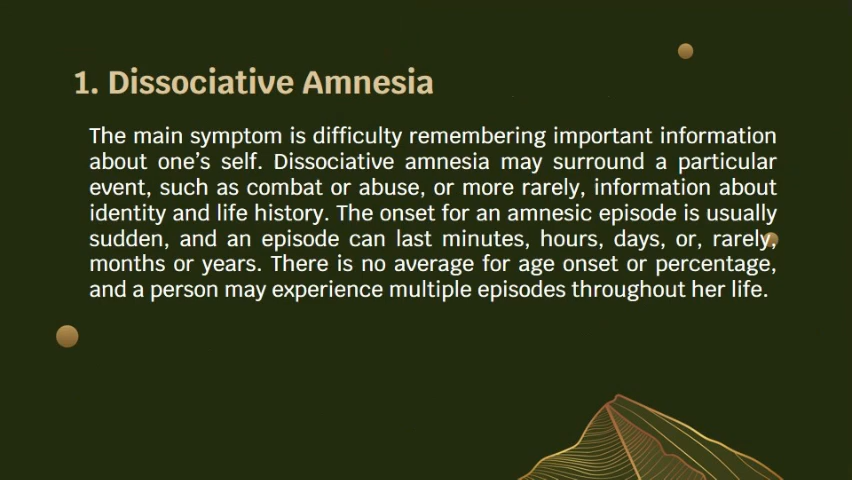 1. Dissociative Amnesia
The main symptom is difficulty remembering important information
about one’s self. Dissociative amnesia may surround a particular
event, such as combat or abuse, or more rarely, information about
identity and life history. The onset for an amnesic episode is usually
sudden, and an episode can last minutes, hours, days, or, rarely,
months or years. There is no average for age onset or percentage,
and a person may experience multiple episodes throughout her life.